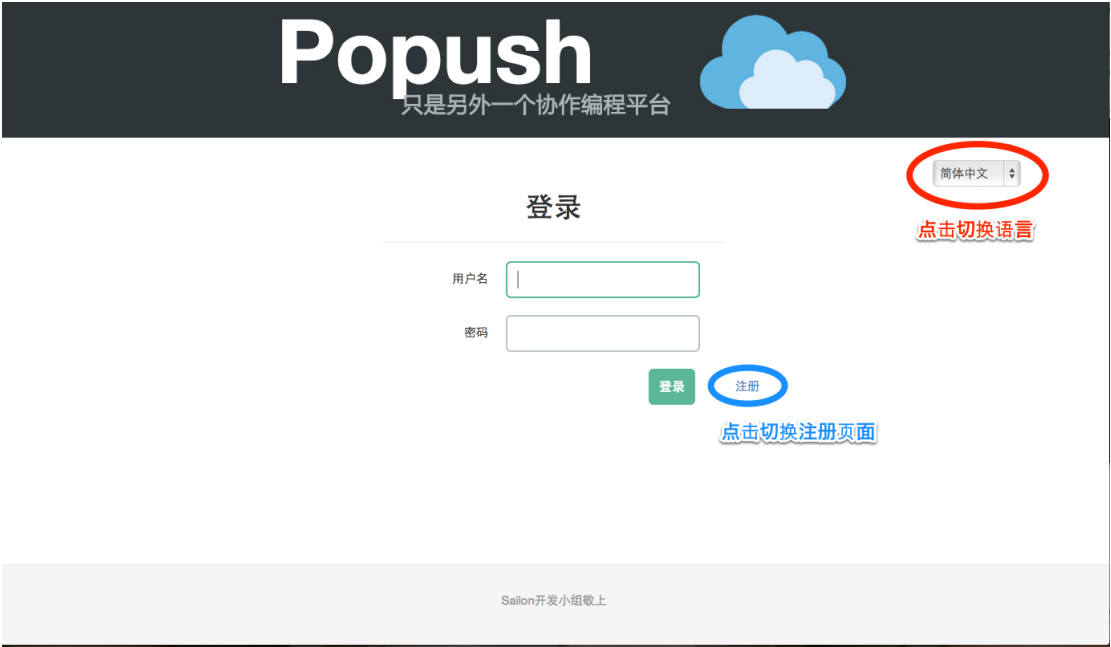 Popush
只是另外一个协作编程平台
简体中文
点击切换语言
登录
用户名
密码
登录
注册
点击切换注册页面
Sailon开发小组敬上